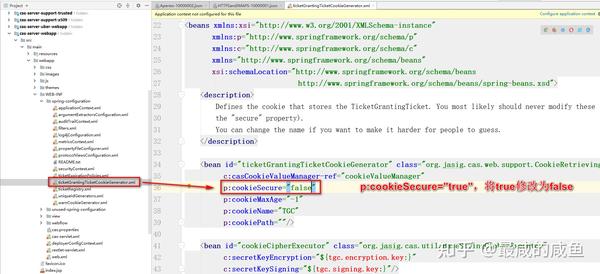 cas-server-support-trusted
cas-server-support-x509
cas-server-uber-webapp
cas-server-webapp
src
main
resources
webapp
css
images
js
themes
WEB-INF
spring-configuration
applicationContext.xml
argumentExtractorsConfiguration.xml
auditTrailContext.xml
filters.xml
log4jConfiguration.xml
metricsContext.xml
propertyFileConfigurer.xml
README.txt
securityContext.xml
ticketExpirationPolicies.xml
ticketGrantingTicketCookieGenerator.xml
ticketRegistry.xml
uniqueIdGenerators.xml
warnCookieGenerator.xml
view
webflow
cas.properties
cas-servlet.xml
deployerConfigContext.xml
restlet-servlet.xml
web.xml
favicon.ico
index.jsp
Apereo-10000002.json
HTTPSandIMAPS-10000001.json
ticketGrantingTicketCookieGenerator.xml
Application context not configured for this file
Configure application context
<beans xmlns:xsi="http://www.w3.org/2001/XMLSchema-instance"
xmlns:p="http://www.springframework.org/schema/p"
xmlns:c="http://www.springframework.org/schema/c"
xmlns="http://www.springframework.org/schema/beans"
xsi:schemaLocation="http://www.springframework.org/schema/beans
http://www.springframework.org/schema/beans/spring-beans.xsd">
<description>
Defines the cookie that stores the TicketGrantingTicket. You most likely should never modify these
the "secure" property).
You can change the name if you want to make it harder for people to guess.
</description>
<bean id="ticketGrantingTicketCookieGenerator" class="org.jasig.cas.web.support.CookieRetrieving
c:casCookieValueManager-ref="cookieValueManager"
p:cookieSecure="false"
p:cookieSecure="true"，将true修改为false
p:cookieMaxAge="-1"
p:cookieName="TGC"
p:cookiePath=""/>
<bean id="cookieCipherExecutor" class="org.jasig.cas.util.
c:secretKeyEncryption="${tgc.encryption.key:}"
c:secretKeySigning="${tgc.signing.key:}"/>
知乎 @最咸的咸鱼